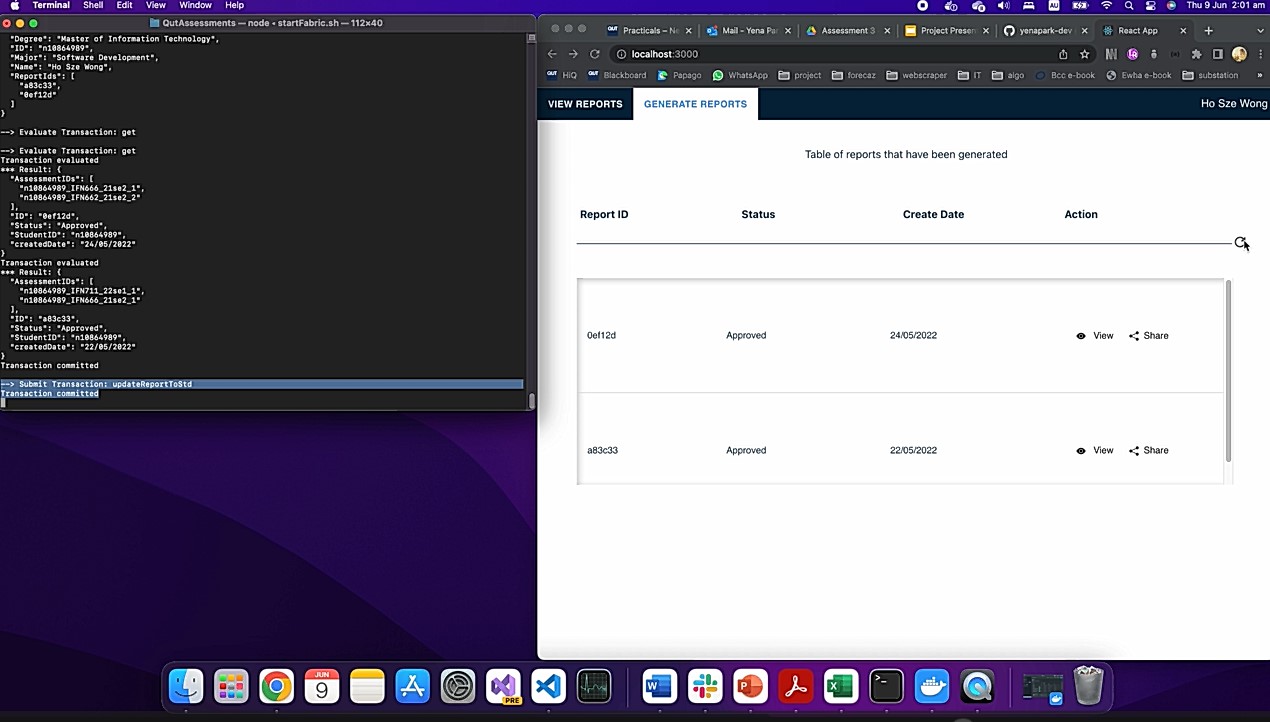 Terminal Shell Edit View Window Help
AU
Thu 9 Jun 2:01 am
QutAssessments — node ◂ startFabric.sh — 112×40
"Degree": "Master of Information Technology",
"ID": "n10864989",
"Major": "Software Development",
"Name": "Ho Sze Wong",
"ReportIds": [
"a83c33",
"0ef12d"
]
}
--> Evaluate Transaction: get
--> Evaluate Transaction: get
Transaction evaluated
*** Result: {
"AssessmentIDs": [
"n10864989_IFN666_21se2_1",
"n10864989_IFN662_21se2_2"
],
"ID": "0ef12d",
"Status": "Approved",
"StudentID": "n10864989",
"createdDate": "24/05/2022"
}
Transaction evaluated
*** Result: {
"AssessmentIDs": [
"n10864989_IFN711_22se1_1",
"n10864989_IFN666_21se2_1"
],
"ID": "a83c33",
"Status": "Approved",
"StudentID": "n10864989",
"createdDate": "22/05/2022"
}
Transaction committed
--> Submit Transaction: updateReportToStd
Transaction committed
Practicals – Ne
Mail – Yena Par
Assessment 3
Project Presen
yenapark-dev
React App
localhost:3000
HiQ Blackboard Papago WhatsApp project forecaz webscraper IT algo Bcc e-book Ewha e-book substation »
VIEW REPORTS GENERATE REPORTS Ho Sze Wong
Table of reports that have been generated
Report ID Status Create Date Action
0ef12d Approved 24/05/2022 View Share
a83c33 Approved 22/05/2022 View Share
JUN
9
PRE